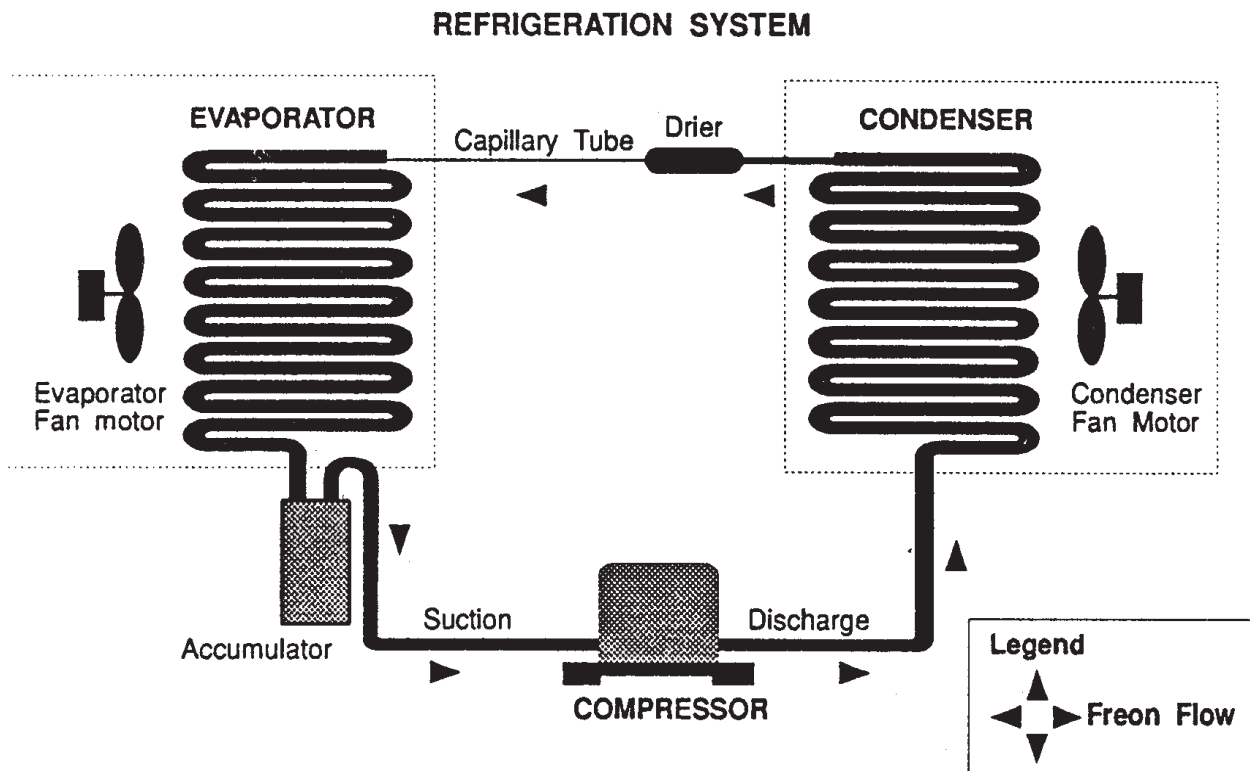 REFRIGERATION SYSTEM
EVAPORATOR
Capillary Tube
Drier
CONDENSER
Evaporator
Fan motor
Condenser
Fan Motor
Accumulator
Suction
Discharge
COMPRESSOR
Legend
Freon Flow